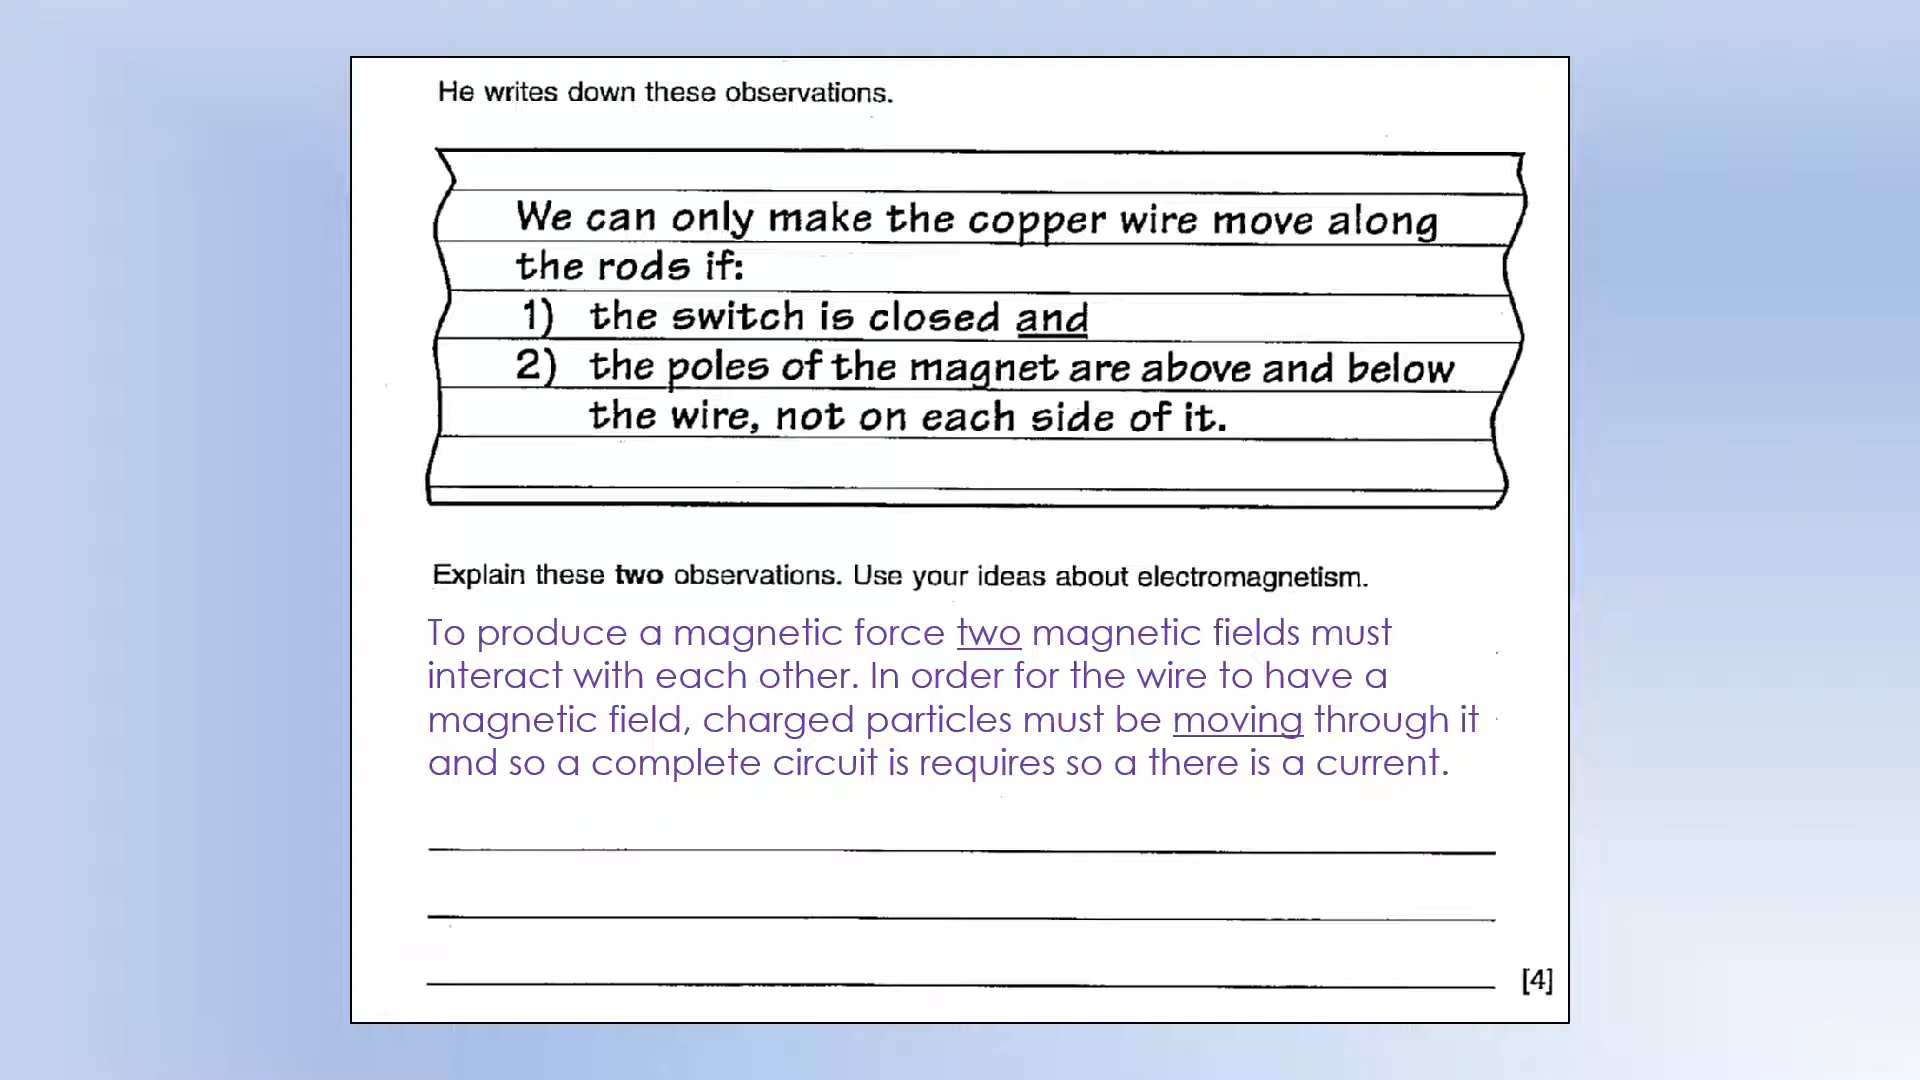 He writes down these observations.
We can only make the copper wire move along
the rods if:
1) the switch is closed and
2) the poles of the magnet are above and below
the wire, not on each side of it.
Explain these two observations. Use your ideas about electromagnetism.
To produce a magnetic force two magnetic fields must
interact with each other. In order for the wire to have a
magnetic field, charged particles must be moving through it
and so a complete circuit is requires so a there is a current.
[4]